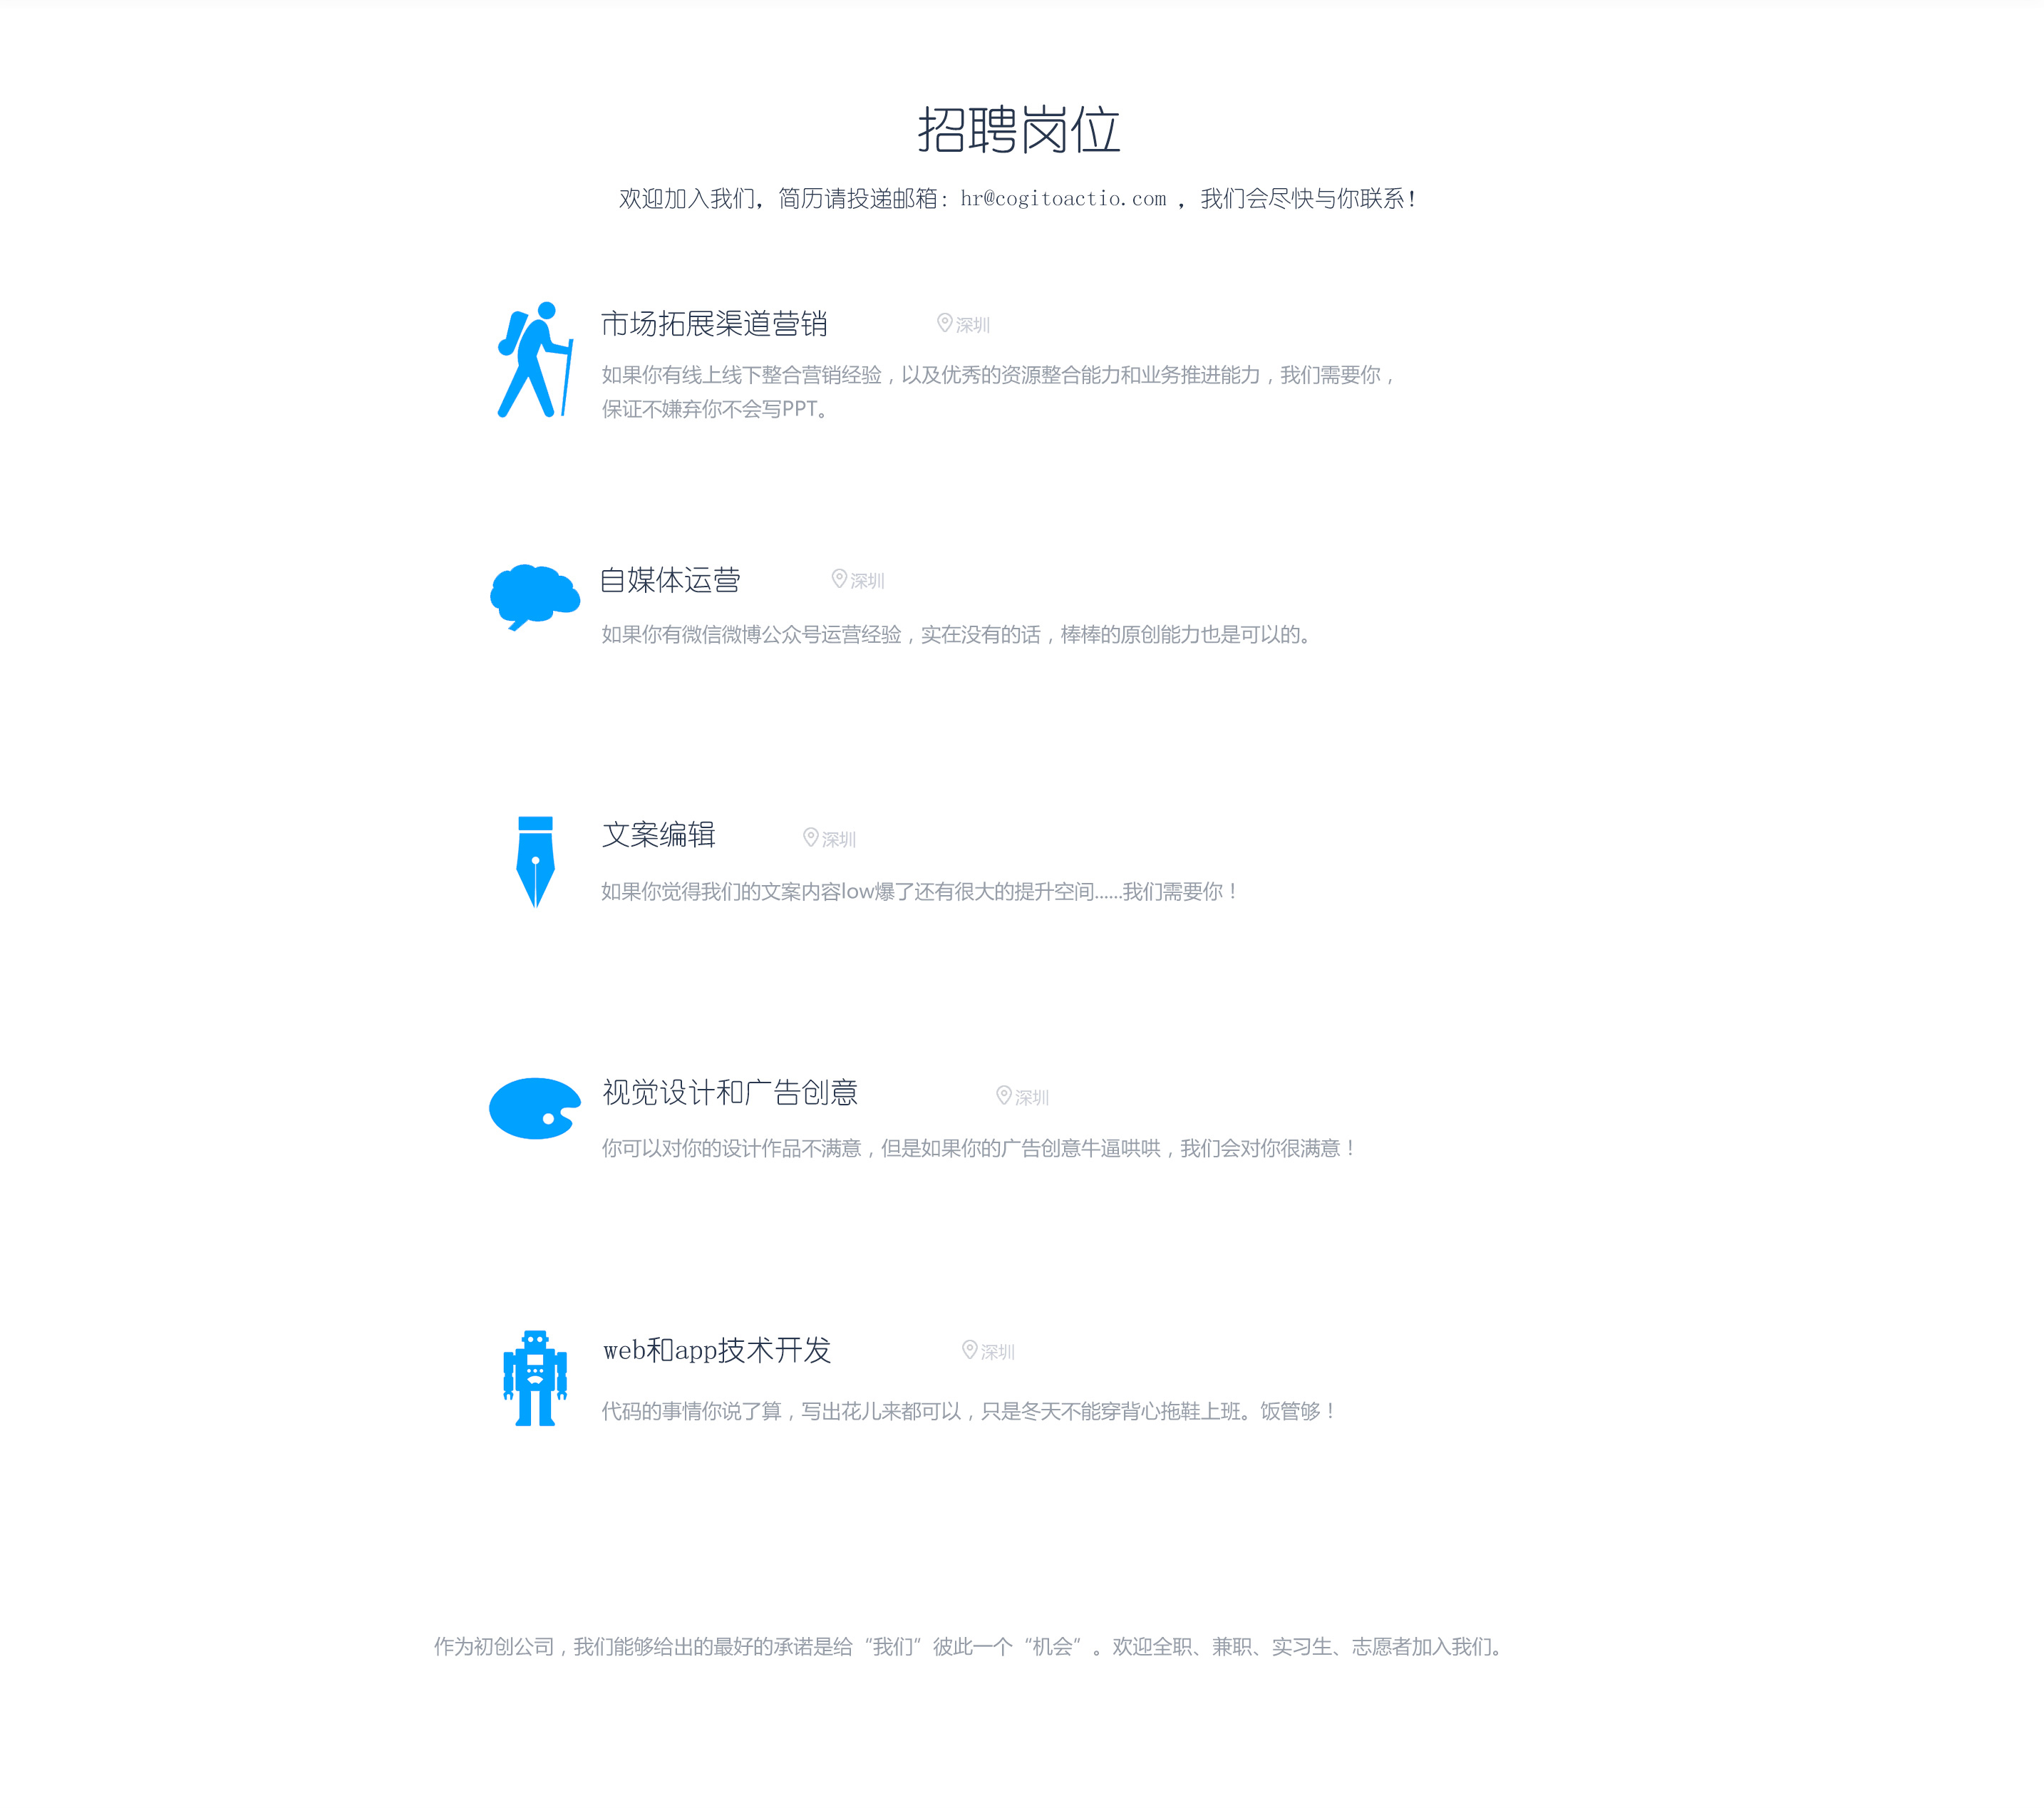 招聘岗位
欢迎加入我们，简历请投递邮箱：hr@cogitoactio.com ，我们会尽快与你联系！
市场拓展渠道营销 深圳
如果你有线上线下整合营销经验，以及优秀的资源整合能力和业务推进能力，我们需要你，
保证不嫌弃你不会写PPT。
自媒体运营 深圳
如果你有微信微博公众号运营经验，实在没有的话，棒棒的原创能力也是可以的。
文案编辑 深圳
如果你觉得我们的文案内容low爆了还有很大的提升空间......我们需要你！
视觉设计和广告创意 深圳
你可以对你的设计作品不满意，但是如果你的广告创意牛逼哄哄，我们会对你很满意！
web和app技术开发 深圳
代码的事情你说了算，写出花儿来都可以，只是冬天不能穿背心拖鞋上班。饭管够！
作为初创公司，我们能够给出的最好的承诺是给“我们”彼此一个“机会”。欢迎全职、兼职、实习生、志愿者加入我们。